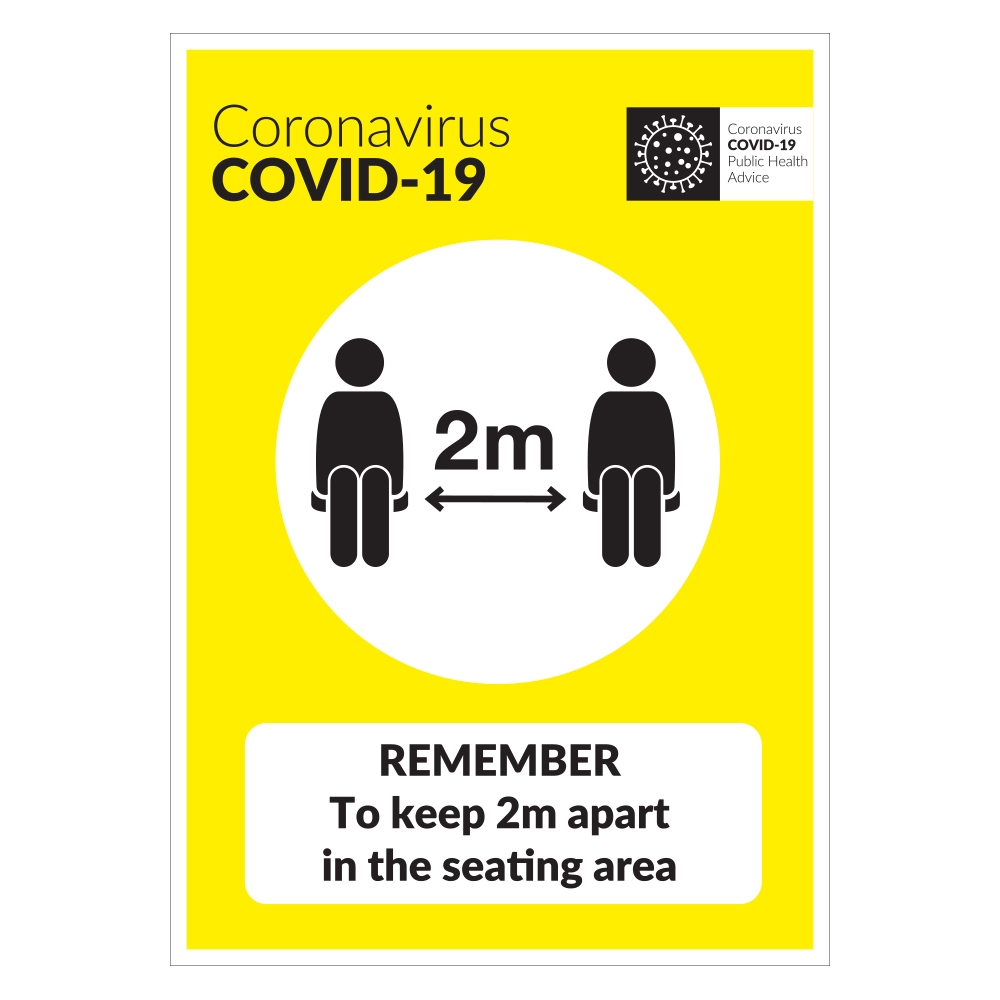 Coronavirus
COVID-19
Coronavirus
COVID-19
Public Health
Advice
2m
REMEMBER
To keep 2m apart
in the seating area